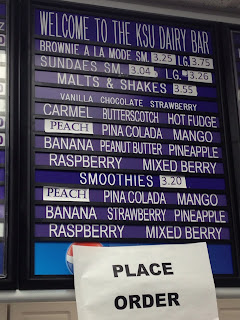 WELCOME TO THE KSU DAIRY BAR
BROWNIE A LA MODE SM. 3.25 LG. 3.75
SUNDAES SM. 3.04 LG. 3.26
MALTS & SHAKES 3.55
VANILLA CHOCOLATE STRAWBERRY
CARMEL BUTTERSCOTCH HOT FUDGE
PEACH PINA COLADA MANGO
BANANA PEANUT BUTTER PINEAPPLE
RASPBERRY MIXED BERRY
SMOOTHIES 3.20
PEACH PINA COLADA MANGO
BANANA STRAWBERRY PINEAPPLE
RASPBERRY MIXED BERRY
PLACE
ORDER